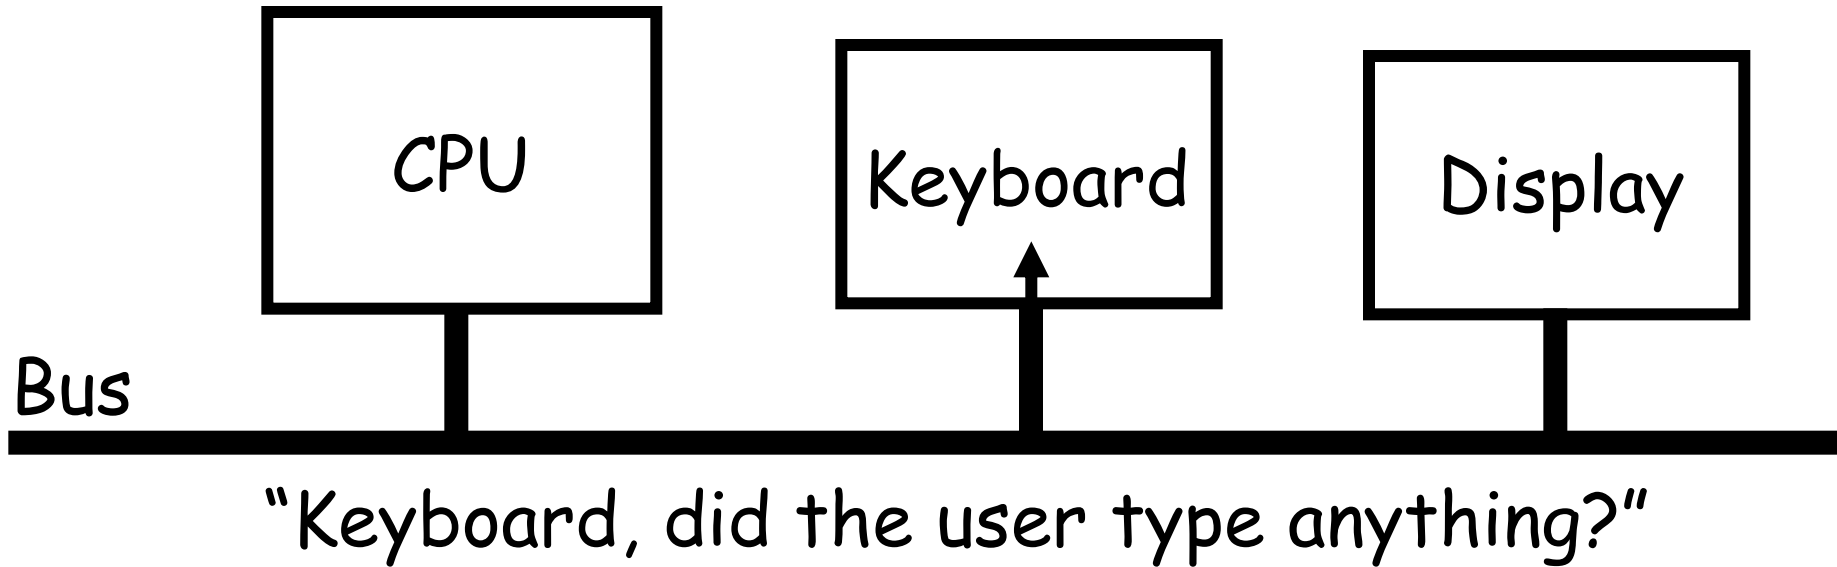 CPU
Keyboard
Display
Bus
“Keyboard, did the user type anything?”